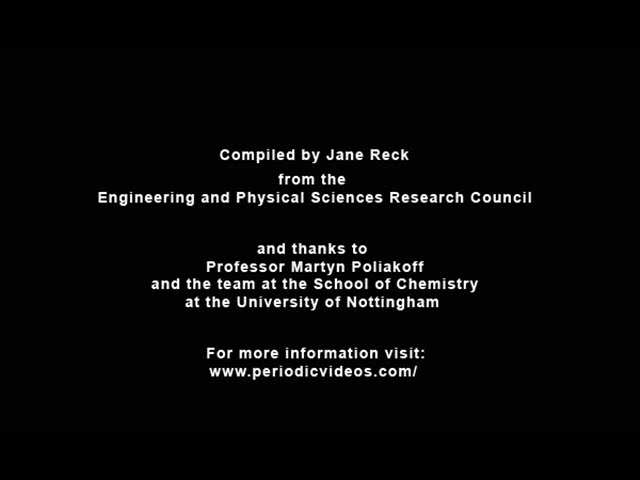 Compiled by Jane Reck
from the
Engineering and Physical Sciences Research Council
and thanks to
Professor Martyn Poliakoff
and the team at the School of Chemistry
at the University of Nottingham
For more information visit:
www.periodicvideos.com/